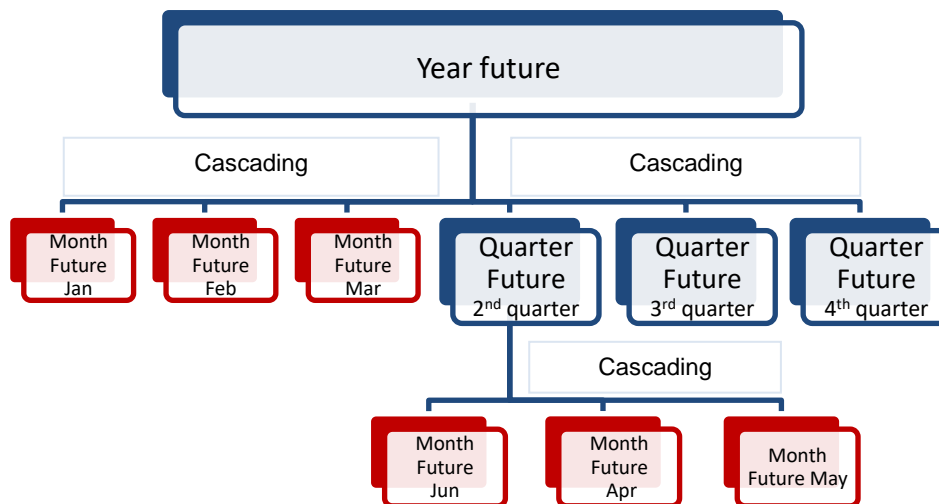 Year future
Cascading
Cascading
Month
Future
Jan
Month
Future
Feb
Month
Future
Mar
Quarter
Future
2nd quarter
Quarter
Future
3rd quarter
Quarter
Future
4th quarter
Cascading
Month
Future
Jun
Month
Future
Apr
Month
Future May